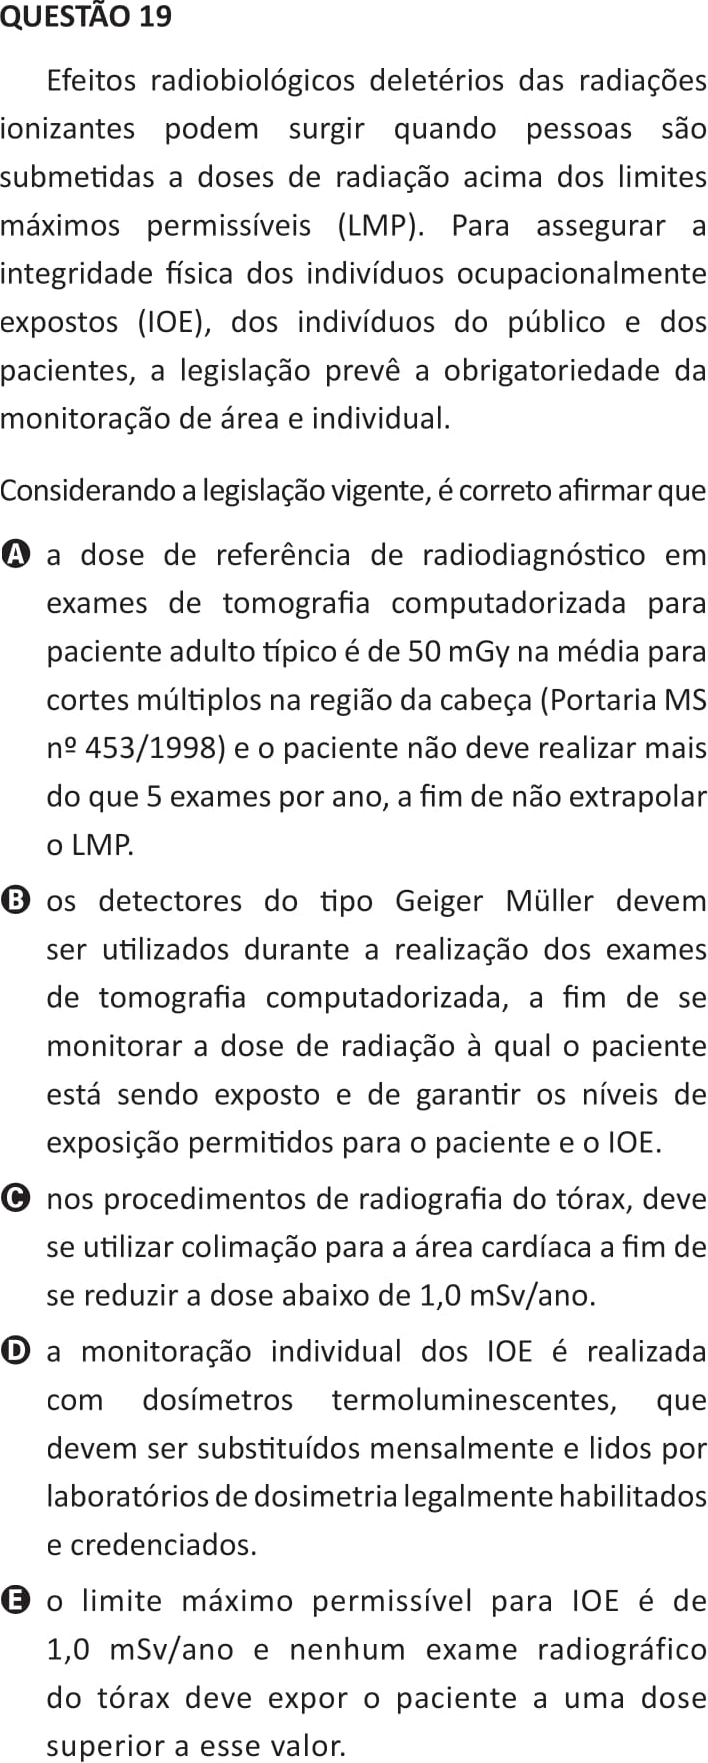 QUESTÃO 19
Efeitos radiobiológicos deletérios das radiações
ionizantes podem surgir quando pessoas são
submetidas a doses de radiação acima dos limites
máximos permissíveis (LMP). Para assegurar a
integridade física dos indivíduos ocupacionalmente
expostos (IOE), dos indivíduos do público e dos
pacientes, a legislação prevê a obrigatoriedade da
monitoração de área e individual.
Considerando a legislação vigente, é correto afirmar que
A a dose de referência de radiodiagnóstico em
exames de tomografia computadorizada para
paciente adulto típico é de 50 mGy na média para
cortes múltiplos na região da cabeça (Portaria MS
nº 453/1998) e o paciente não deve realizar mais
do que 5 exames por ano, a fim de não extrapolar
o LMP.
B os detectores do tipo Geiger Müller devem
ser utilizados durante a realização dos exames
de tomografia computadorizada, a fim de se
monitorar a dose de radiação à qual o paciente
está sendo exposto e de garantir os níveis de
exposição permitidos para o paciente e o IOE.
C nos procedimentos de radiografia do tórax, deve
se utilizar colimação para a área cardíaca a fim de
se reduzir a dose abaixo de 1,0 mSv/ano.
D a monitoração individual dos IOE é realizada
com dosímetros termoluminescentes, que
devem ser substituídos mensalmente e lidos por
laboratórios de dosimetria legalmente habilitados
e credenciados.
E o limite máximo permissível para IOE é de
1,0 mSv/ano e nenhum exame radiográfico
do tórax deve expor o paciente a uma dose
superior a esse valor.